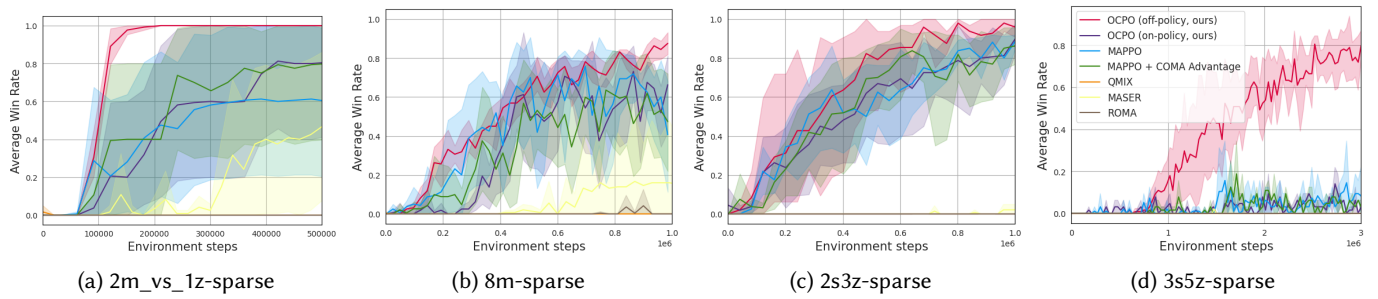 1.0
0.8
0.6
0.4
0.2
0.0
Average Win Rate
0 100000 200000 300000 400000 500000
Environment steps
(a) 2m_vs_1z-sparse
1.0
0.8
0.6
0.4
0.2
0.0
Average Win Rate
0.0 0.2 0.4 0.6 0.8 1.0
1e6
Environment steps
(b) 8m-sparse
1.0
0.8
0.6
0.4
0.2
0.0
Average Win Rate
0.0 0.2 0.4 0.6 0.8 1.0
1e6
Environment steps
(c) 2s3z-sparse
OCPO (off-policy, ours)
OCPO (on-policy, ours)
MAPPO
MAPPO + COMA Advantage
QMIX
MASER
ROMA
0.8
0.6
0.4
0.2
0.0
Average Win Rate
0 1 2 3
1e6
Environment steps
(d) 3s5z-sparse